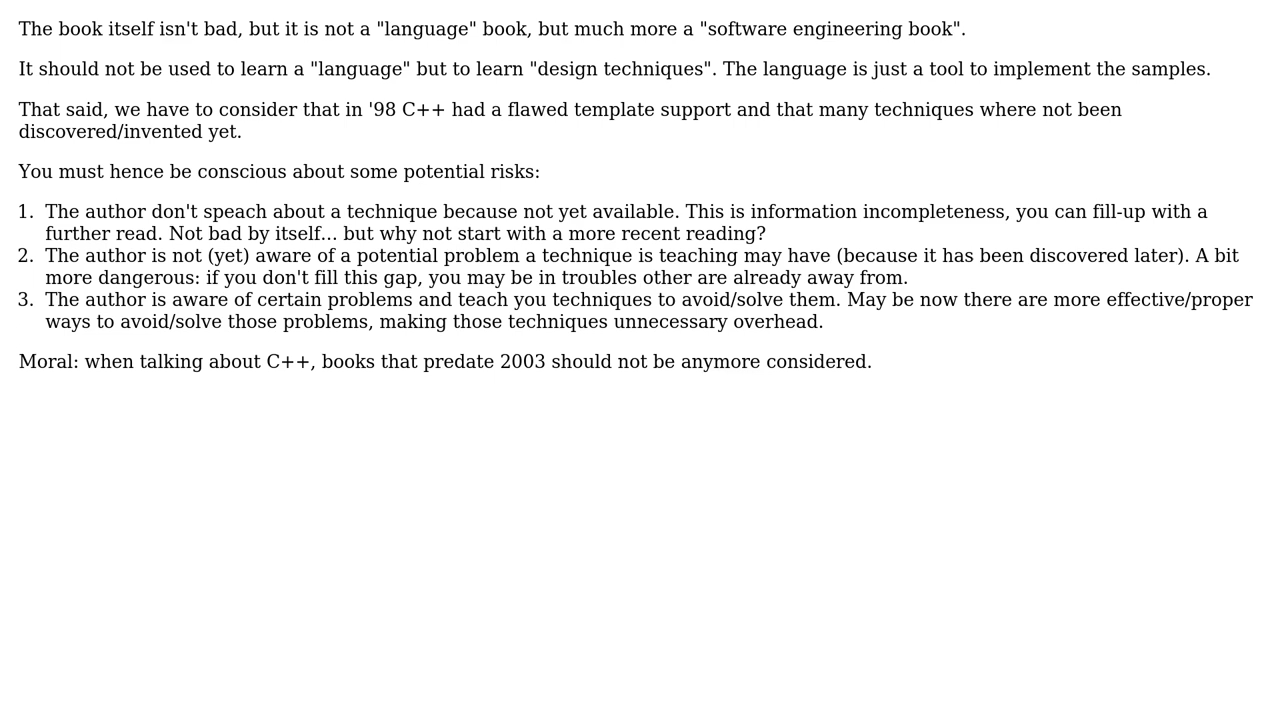 The book itself isn't bad, but it is not a "language" book, but much more a "software engineering book".
It should not be used to learn a "language" but to learn "design techniques". The language is just a tool to implement the samples.
That said, we have to consider that in '98 C++ had a flawed template support and that many techniques where not been
discovered/invented yet.
You must hence be conscious about some potential risks:
1. The author don't speach about a technique because not yet available. This is information incompleteness, you can fill-up with a
further read. Not bad by itself... but why not start with a more recent reading?
2. The author is not (yet) aware of a potential problem a technique is teaching may have (because it has been discovered later). A bit
more dangerous: if you don't fill this gap, you may be in troubles other are already away from.
3. The author is aware of certain problems and teach you techniques to avoid/solve them. May be now there are more effective/proper
ways to avoid/solve those problems, making those techniques unnecessary overhead.
Moral: when talking about C++, books that predate 2003 should not be anymore considered.